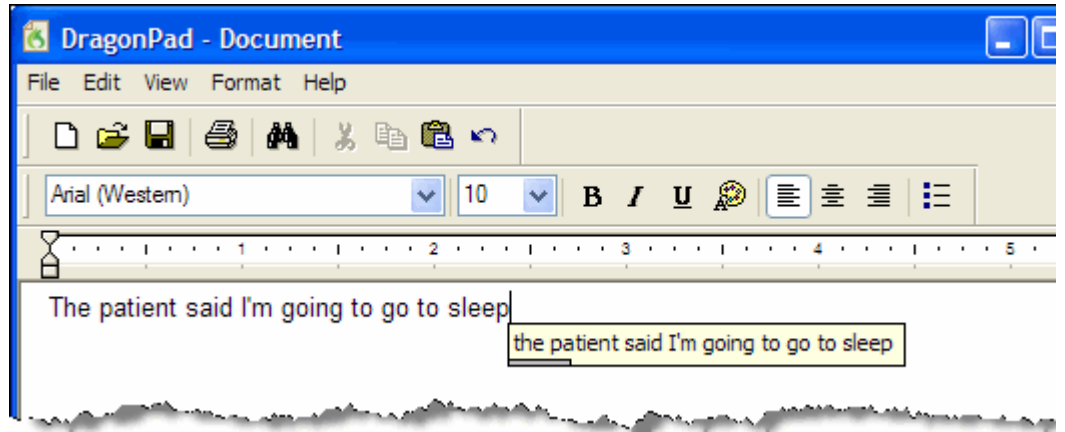 DragonPad - Document
File Edit View Format Help
Arial (Western) 10 B I U
1 2 3 4 5
The patient said I'm going to go to sleep
the patient said I'm going to go to sleep